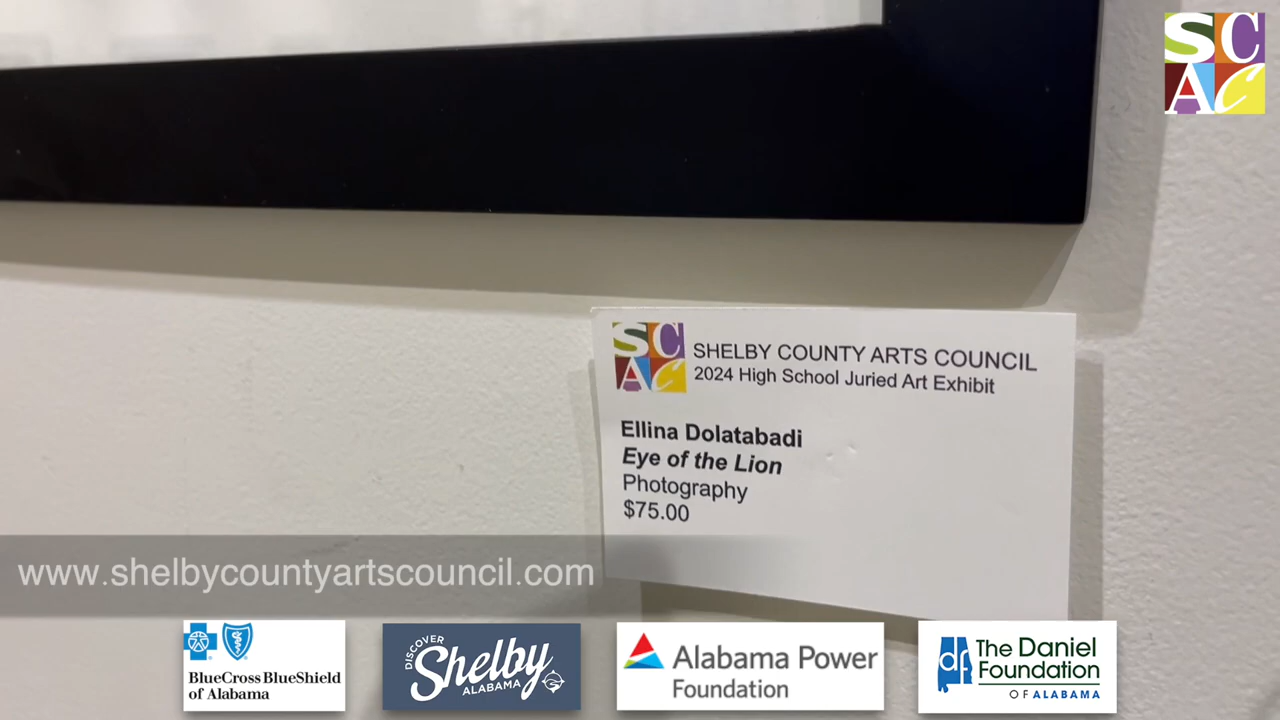 SC
AC
SC
AC
SHELBY COUNTY ARTS COUNCIL
2024 High School Juried Art Exhibit
Ellina Dolatabadi
Eye of the Lion
Photography
$75.00
www.shelbycountyartscouncil.com
BlueCross BlueShield
of Alabama
DISCOVER
Shelby
ALABAMA
Alabama Power
Foundation
df
The Daniel
Foundation
OF ALABAMA